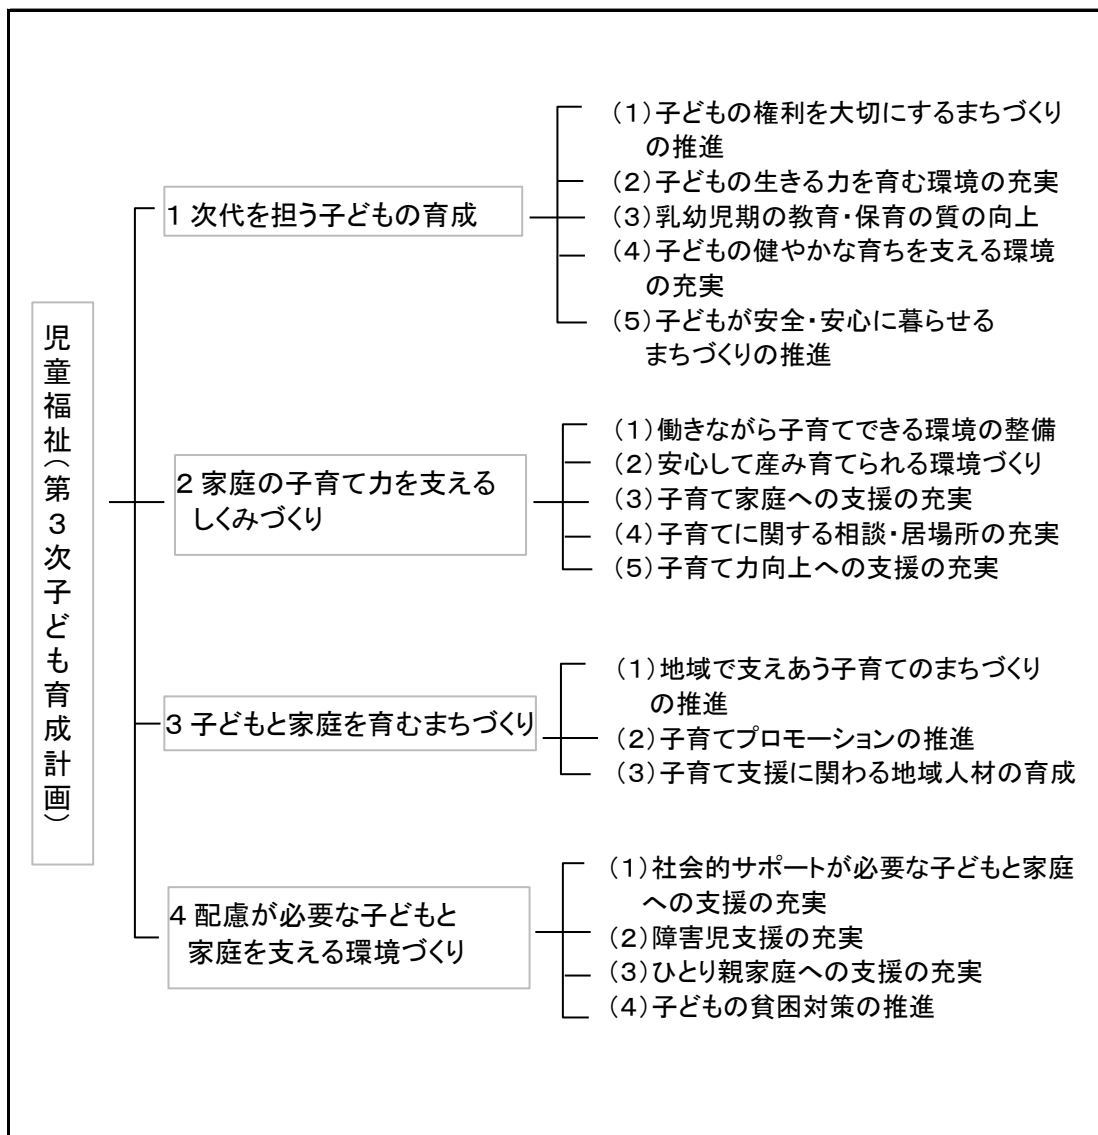 児童福祉(第3次子ども育成計画)
1 次代を担う子どもの育成
(1)子どもの権利を大切にするまちづくり
の推進
(2)子どもの生きる力を育む環境の充実
(3)乳幼児期の教育・保育の質の向上
(4)子どもの健やかな育ちを支える環境
の充実
(5)子どもが安全・安心に暮らせる
まちづくりの推進
2 家庭の子育て力を支える
しくみづくり
(1)働きながら子育てできる環境の整備
(2)安心して産み育てられる環境づくり
(3)子育て家庭への支援の充実
(4)子育てに関する相談・居場所の充実
(5)子育て力向上への支援の充実
3 子どもと家庭を育むまちづくり
(1)地域で支えあう子育てのまちづくり
の推進
(2)子育てプロモーションの推進
(3)子育て支援に関わる地域人材の育成
4 配慮が必要な子どもと
家庭を支える環境づくり
(1)社会的サポートが必要な子どもと家庭
への支援の充実
(2)障害児支援の充実
(3)ひとり親家庭への支援の充実
(4)子どもの貧困対策の推進